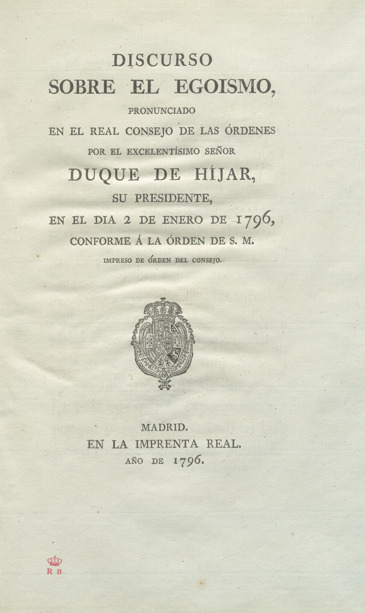 DISCURSO
SOBRE EL EGOISMO,
PRONUNCIADO
EN EL REAL CONSEJO DE LAS ÓRDENES
POR EL EXCELENTÍSIMO SEÑOR
DUQUE DE HÍJAR,
SU PRESIDENTE,
EN EL DIA 2 DE ENERO DE 1796,
CONFORME Á LA ÓRDEN DE S. M.
IMPRESO DE ÓRDEN DEL CONSEJO.
MADRID.
EN LA IMPRENTA REAL.
AÑO DE 1796.
R B